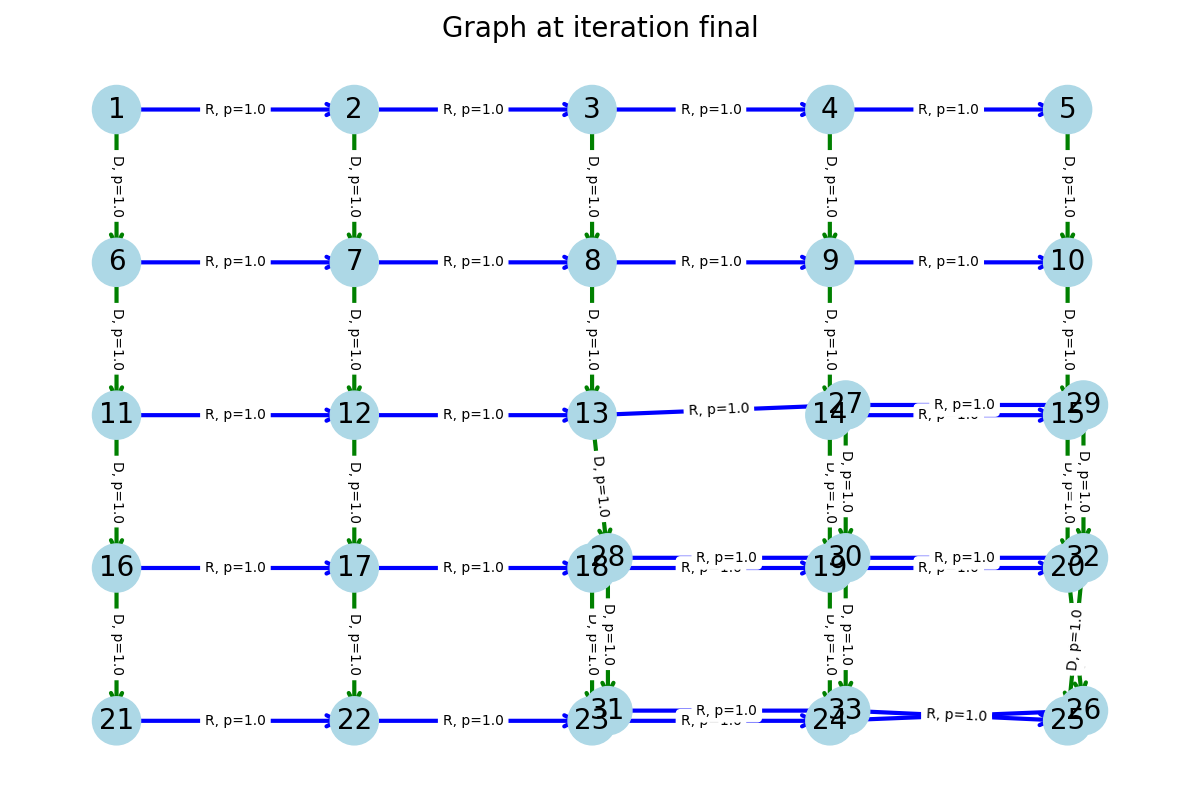 Graph at iteration final
1 R, p=1.0 2 R, p=1.0 3 R, p=1.0 4 R, p=1.0 5
D, p=1.0 D, p=1.0 D, p=1.0 D, p=1.0 D, p=1.0
6 R, p=1.0 7 R, p=1.0 8 R, p=1.0 9 R, p=1.0 10
D, p=1.0 D, p=1.0 D, p=1.0 D, p=1.0 D, p=1.0
27 R, p=1.0 29
11 R, p=1.0 12 R, p=1.0 13 R, p=1.0 14 R, p=1.0 15
D, p=1.0 D, p=1.0 D, p=1.0 D, p=1.0 D, p=1.0 D, p=1.0 D, p=1.0
28 R, p=1.0 30 R, p=1.0 32
16 R, p=1.0 17 R, p=1.0 18 R, p=1.0 19 R, p=1.0 20
D, p=1.0 D, p=1.0 D, p=1.0 D, p=1.0 D, p=1.0 D, p=1.0 D, p=1.0
31 R, p=1.0 33 R, p=1.0 26
21 R, p=1.0 22 R, p=1.0 23 R, p=1.0 24 25